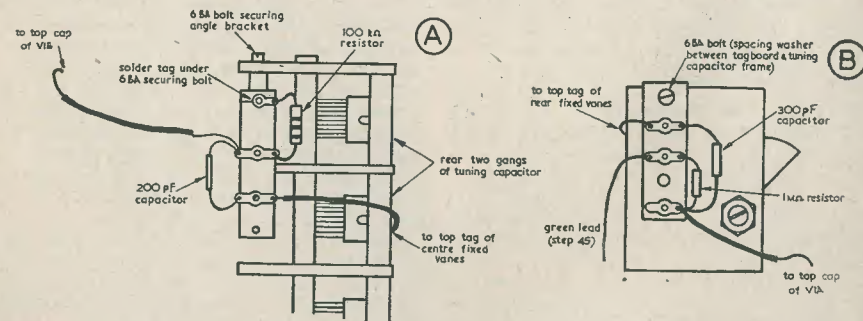 6BA bolt securing
angle bracket
to top cap
of V1B
solder tag under
6BA securing bolt
100 kΩ
resistor
A
200 pF
capacitor
rear two gangs
of tuning capacitor
to top tag of
centre fixed
vanes
6BA bolt (spacing washer
between tagboard & tuning
capacitor frame)
B
to top tag of
rear fixed vanes
300 pF
capacitor
1MΩ resistor
green lead
(step 45)
to top cap
of V1A